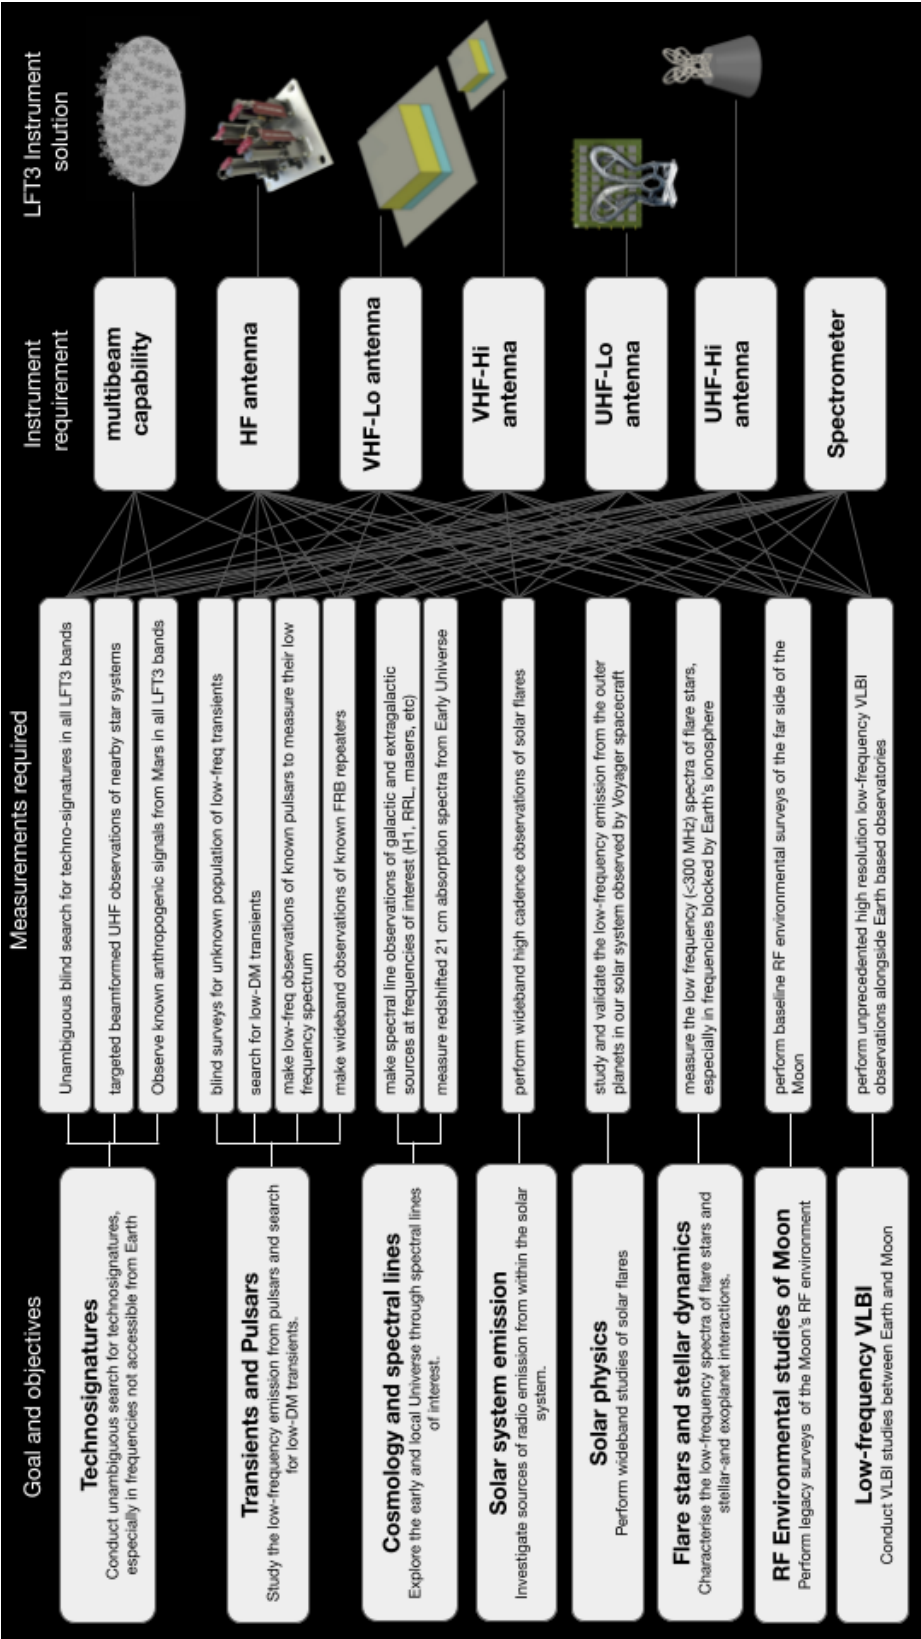 Goal and objectives
Measurements required
Instrument
requirement
LFT3 Instrument
solution
Technosignatures
Conduct unambiguous search for technosignatures,
especially in frequencies not accessible from Earth
Unambiguous blind search for techno-signatures in all LFT3 bands
targeted beamformed UHF observations of nearby star systems
Observe known anthropogenic signals from Mars in all LFT3 bands
Transients and Pulsars
Study the low-frequency emission from pulsars and search
for low-DM transients.
blind surveys for unknown population of low-freq transients
search for low-DM transients
make low-freq observations of known pulsars to measure their low
frequency spectrum
make wideband observations of known FRB repeaters
Cosmology and spectral lines
Explore the early and local Universe through spectral lines
of interest.
make spectral line observations of galactic and extragalactic
sources at frequencies of interest (H1, RRL, masers, etc)
measure redshifted 21 cm absorption spectra from Early Universe
Solar system emission
Investigate sources of radio emission from within the solar
system.
perform wideband high cadence observations of solar flares
Solar physics
Perform wideband studies of solar flares
study and validate the low-frequency emission from the outer
planets in our solar system observed by Voyager spacecraft
Flare stars and stellar dynamics
Characterise the low-frequency spectra of flare stars and
stellar-and exoplanet interactions.
measure the low frequency (<300 MHz) spectra of flare stars,
especially in frequencies blocked by Earth's ionosphere
RF Environmental studies of Moon
Perform legacy surveys of the Moon's RF environment
perform baseline RF environmental surveys of the far side of the
Moon
Low-frequency VLBI
Conduct VLBI studies between Earth and Moon
perform unprecedented high resolution low-frequency VLBI
observations alongside Earth based observatories
multibeam
capability
HF antenna
VHF-Lo antenna
VHF-Hi
antenna
UHF-Lo
antenna
UHF-Hi
antenna
Spectrometer